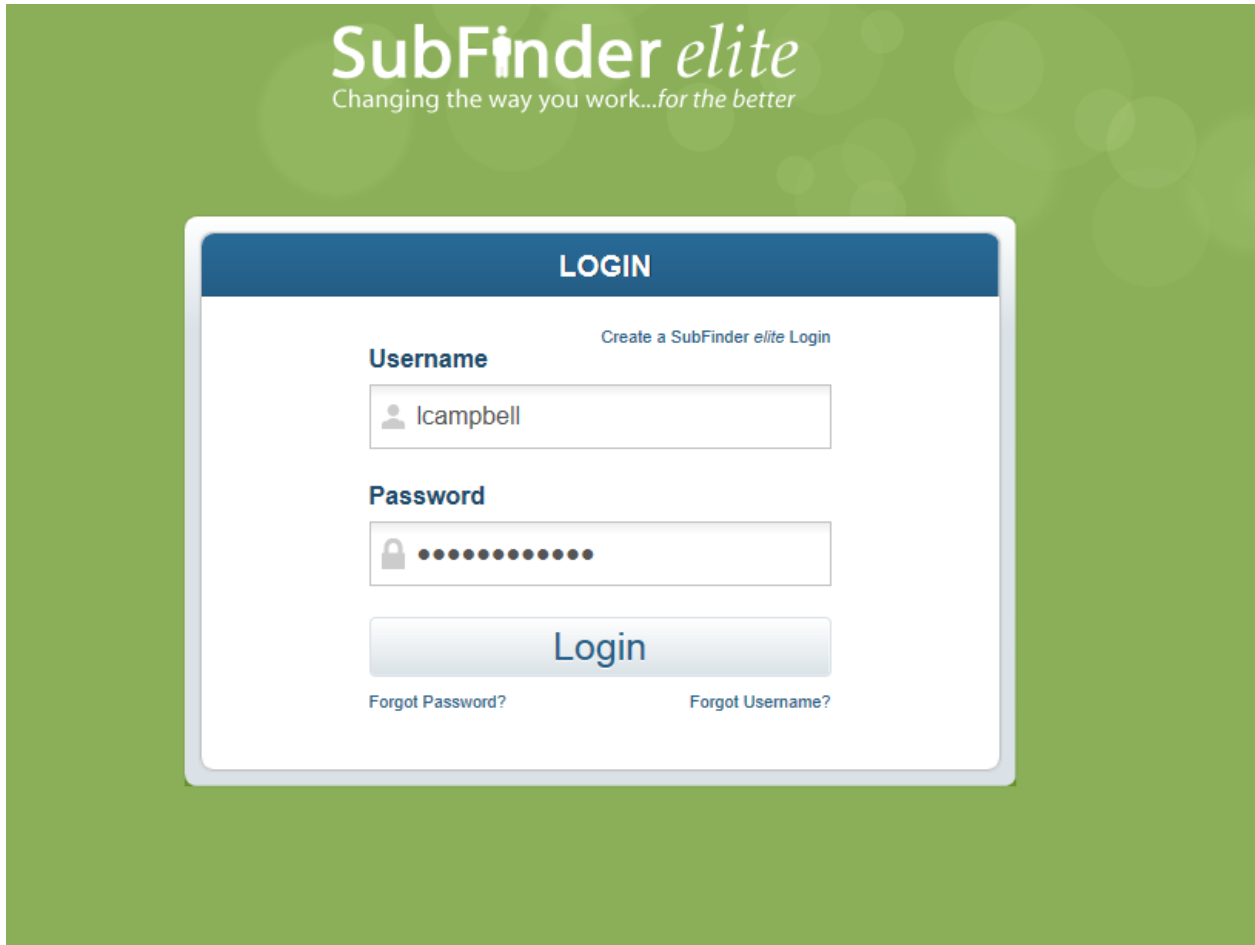 SubFinder elite
Changing the way you work...for the better
LOGIN
Create a SubFinder elite Login
Username
lcampbell
Password
••••••••••••
Login
Forgot Password? Forgot Username?